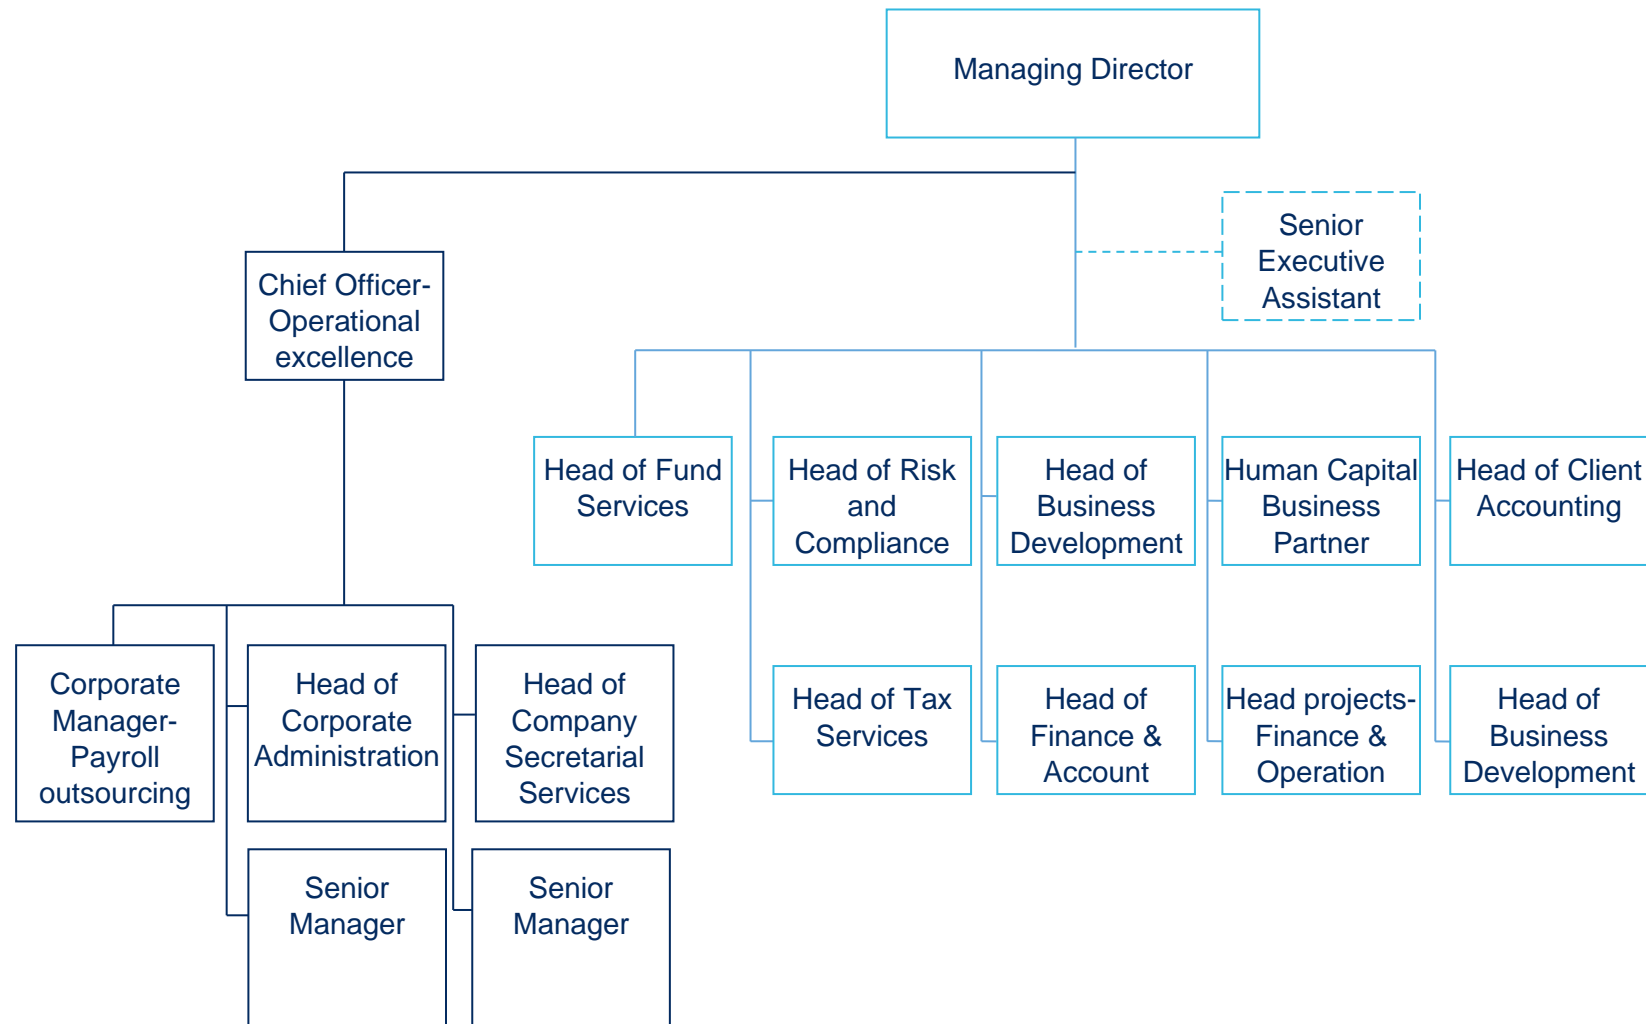 Managing Director
Senior
Executive
Assistant
Chief Officer-
Operational
excellence
Head of Fund
Services
Head of Risk
and
Compliance
Head of
Business
Development
Human Capital
Business
Partner
Head of Client
Accounting
Corporate
Manager-
Payroll
outsourcing
Head of
Corporate
Administration
Head of
Company
Secretarial
Services
Head of Tax
Services
Head of
Finance &
Account
Head projects-
Finance &
Operation
Head of
Business
Development
Senior
Manager
Senior
Manager